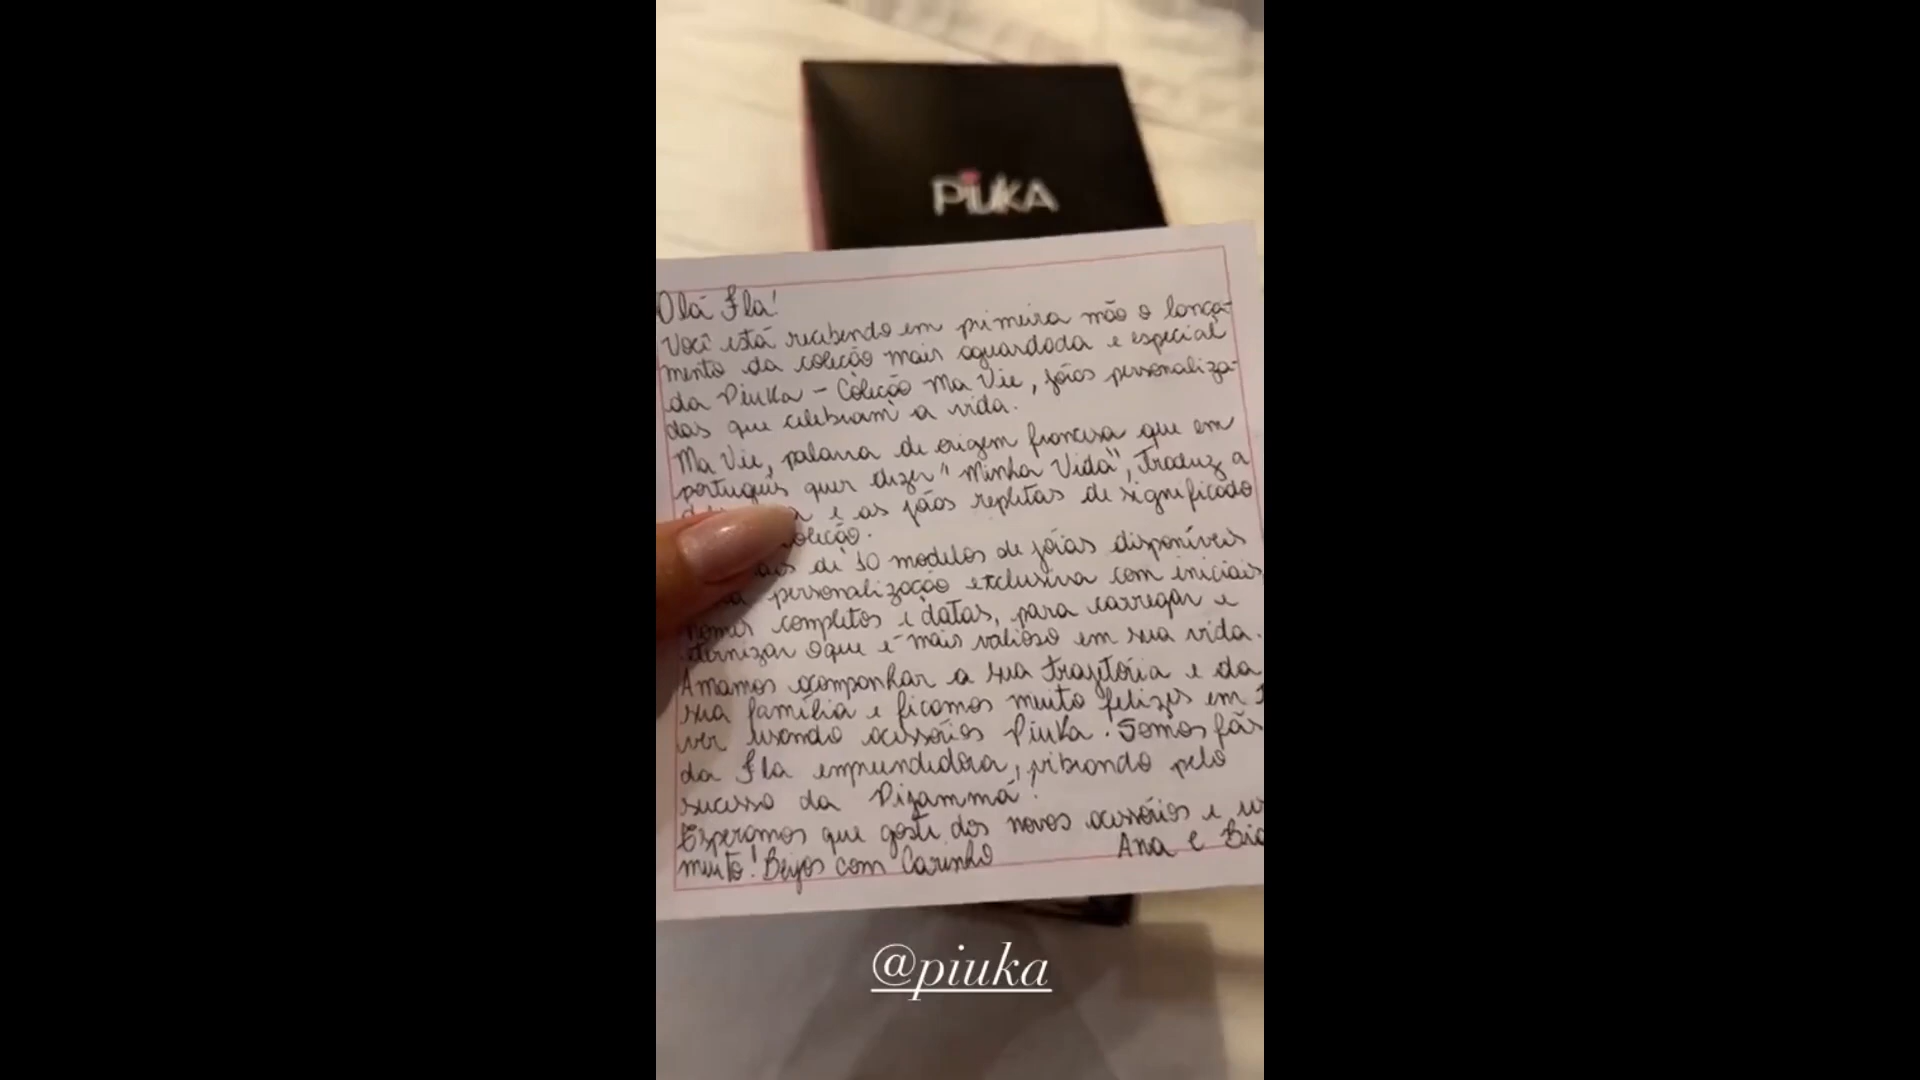 PIUKA
Olá Fla!
Você está recebendo em primeira mão o lança-
mento da coleção mais aguardada e especial
da Piuka - Coleção Ma Vie, jóias personaliza-
das que celebram a vida.
Ma Vie, palavra de origem francesa que em
português quer dizer "Minha Vida", traduz a
e as jóias repletas de significado
coleção.
de 10 modelos de jóias disponíveis
personalização exclusiva com iniciais
nomes completos e datas, para carregar e
eternizar o que é mais valioso em sua vida.
Amamos acompanhar a sua trajetória e da
sua família e ficamos muito felizes em
ver usando acessórios Piuka. Somos fãs
da Fla empreendedora, vibrando pelo
sucesso da Pizammá!
Esperamos que goste dos novos acessórios e
muito! Beijos com Carinho
Ana e
@piuka